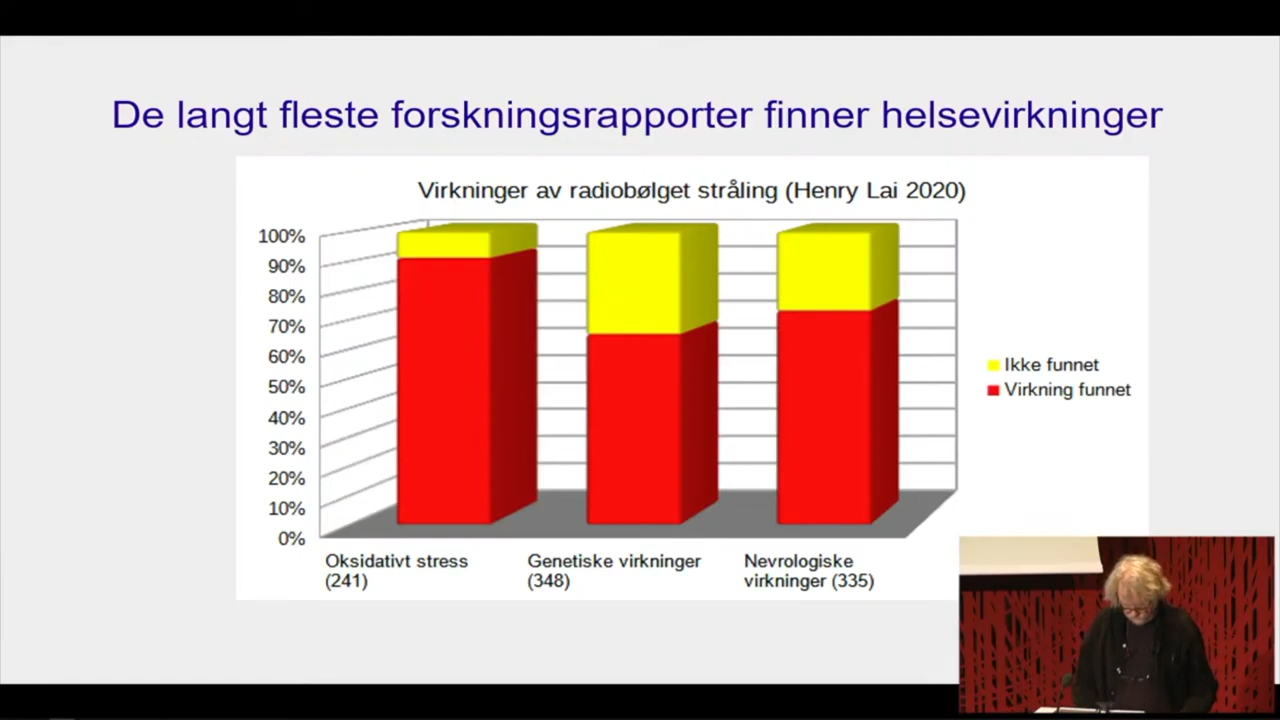 De langt fleste forskningsrapporter finner helsevirkninger
Virkninger av radiobølget stråling (Henry Lai 2020)
100%
90%
80%
70%
60%
50%
40%
30%
20%
10%
0%
Ikke funnet
Virkning funnet
Oksidativt stress
(241)
Genetiske virkninger
(348)
Nevrologiske
virkninger (335)